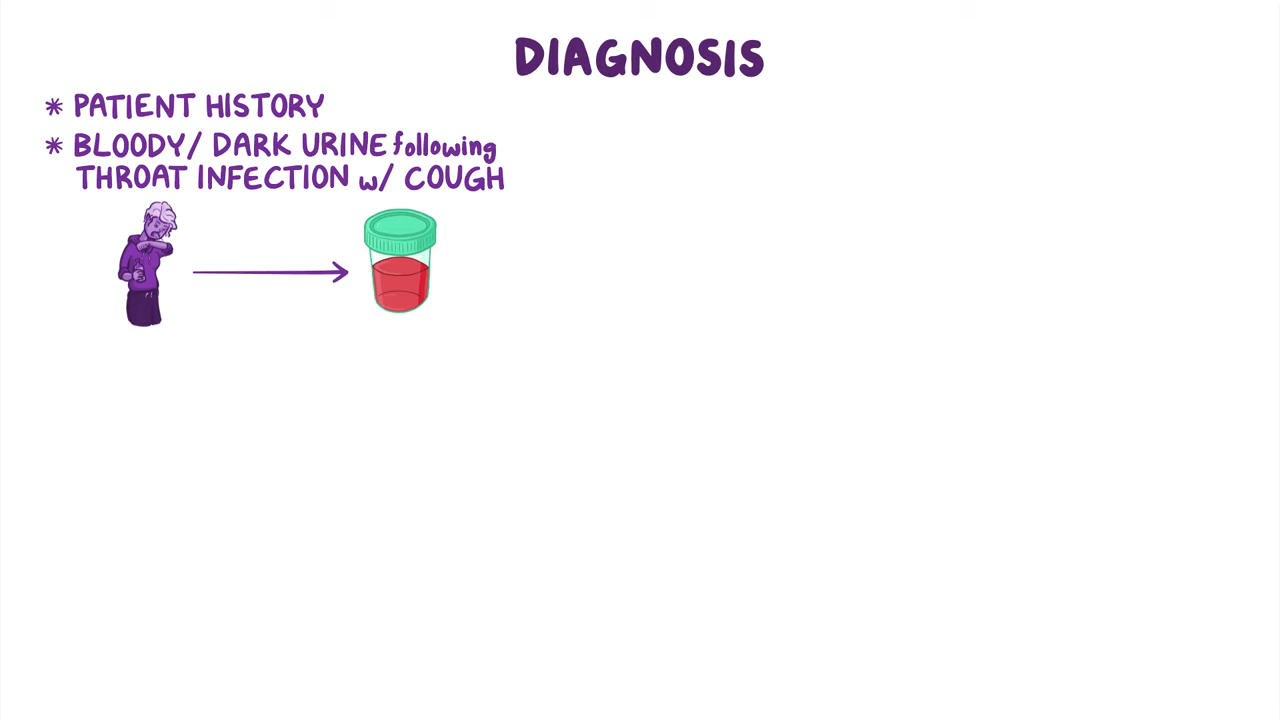 DIAGNOSIS
* PATIENT HISTORY
* BLOODY/ DARK URINE following
THROAT INFECTION w/ COUGH